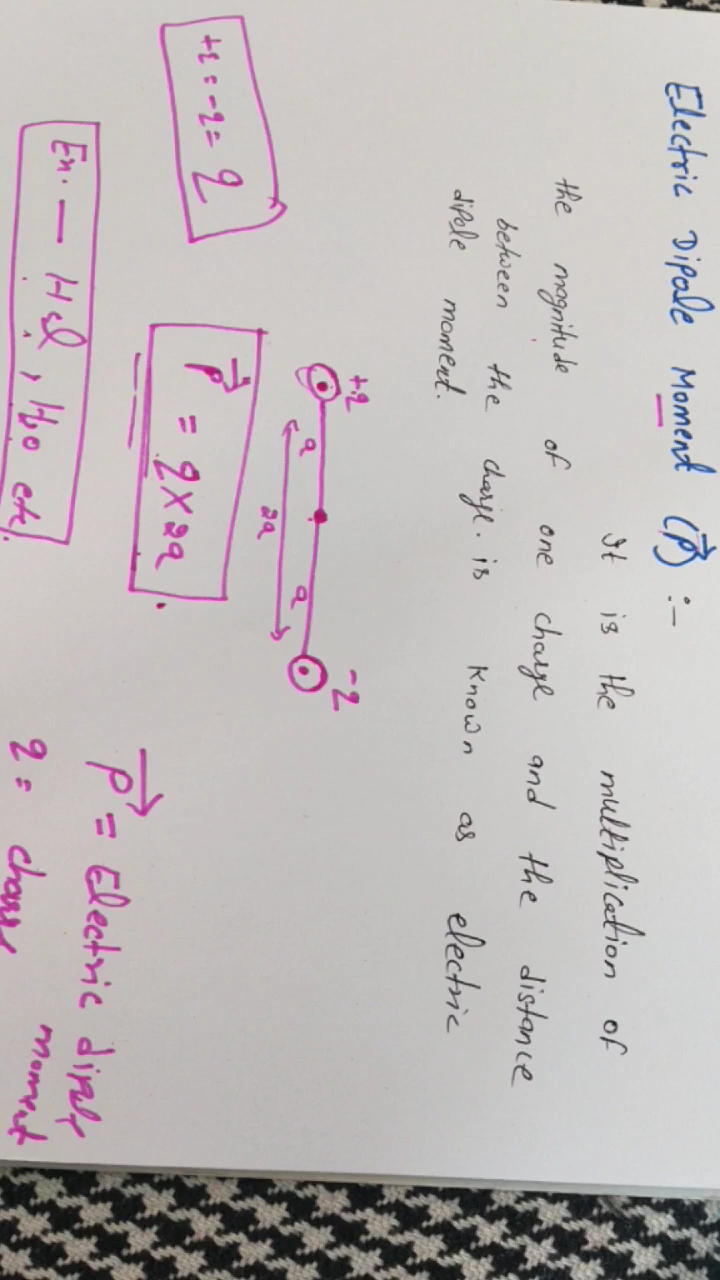 Electric Dipole Moment (p⃗) :-
It is the multiplication of
the magnitude of one charge and the distance
between the charge. is known as electric
dipole moment.
+q -q
a a
2a
+q = -q = q
p⃗ = q×2a
p⃗ = Electric dipole
moment
q = charge
Ex. — Hcl, H₂O etc.